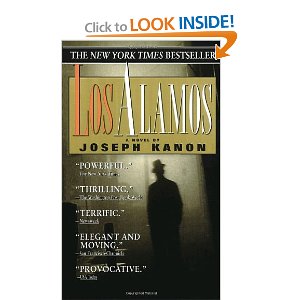 Click to LOOK INSIDE!
THE NEW YORK TIMES BESTSELLER
LOS ALAMOS
A NOVEL BY
JOSEPH KANON
"POWERFUL."
"THRILLING."
"TERRIFIC."
"ELEGANT AND
MOVING."
"PROVOCATIVE."